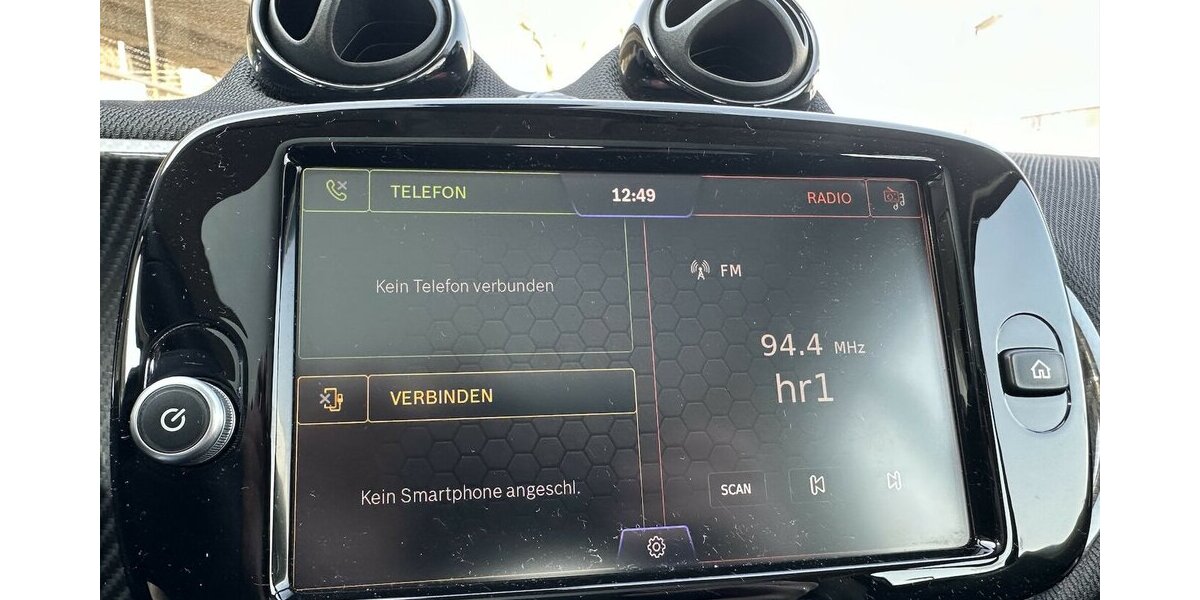 TELEFON
12:49
RADIO
Kein Telefon verbunden
FM
94.4 MHz
hr1
VERBINDEN
Kein Smartphone angeschl.
SCAN